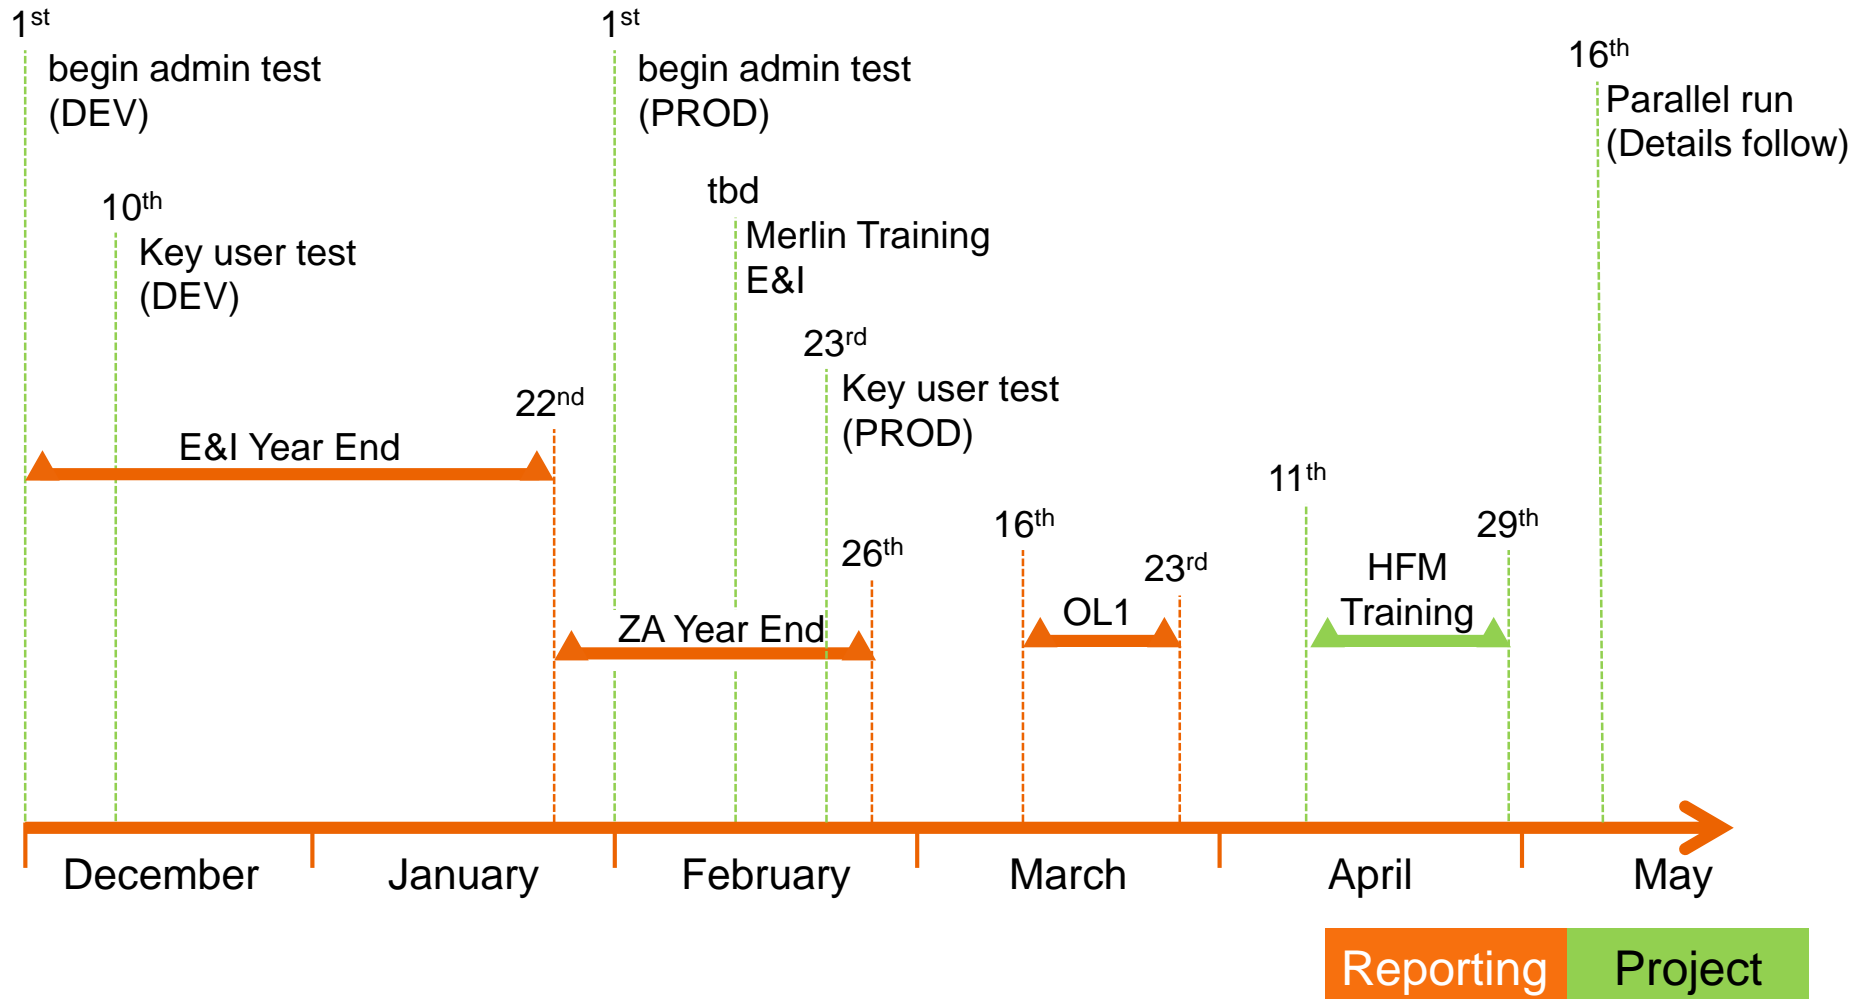 1st
begin admin test
(DEV)
10th
Key user test
(DEV)
E&I Year End
22nd
1st
begin admin test
(PROD)
tbd
Merlin Training
E&I
23rd
Key user test
(PROD)
ZA Year End
26th
16th
OL1
23rd
11th
HFM
Training
29th
16th
Parallel run
(Details follow)
December
January
February
March
April
May
Reporting
Project